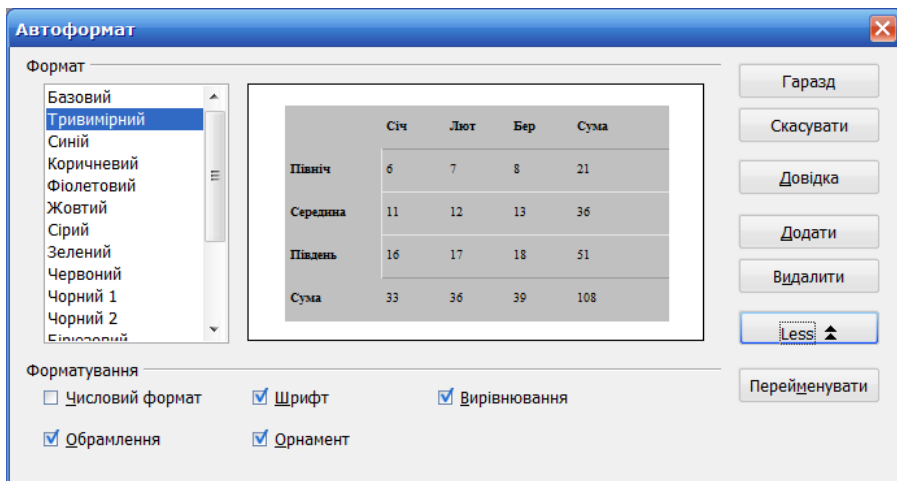 Автоформат
Формат
Базовий
Тривимірний
Синій
Коричневий
Фіолетовий
Жовтий
Сірий
Зелений
Червоний
Чорний 1
Чорний 2
Бірюзовий
Січ Лют Бер Сума
Північ 6 7 8 21
Середина 11 12 13 36
Південь 16 17 18 51
Сума 33 36 39 108
Гаразд
Скасувати
Довідка
Додати
Видалити
Less
Перейменувати
Форматування
Числовий формат Шрифт Вирівнювання
Обрамлення Орнамент